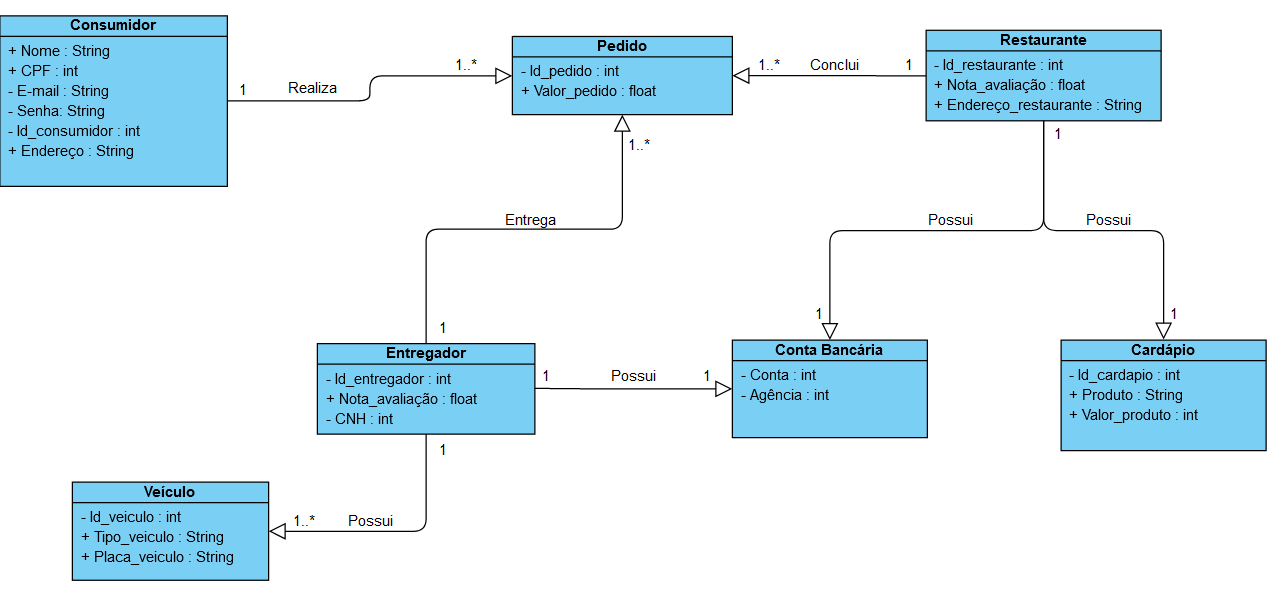 Consumidor
+ Nome : String
+ CPF : int
- E-mail : String
- Senha: String
- Id_consumidor : int
+ Endereço : String
1
Realiza
1..*
Pedido
- Id_pedido : int
+ Valor_pedido : float
1..*
Conclui
1
Restaurante
- Id_restaurante : int
+ Nota_avaliação : float
+ Endereço_restaurante : String
1
1..*
Entrega
1
Possui
Possui
1
1
Entregador
- Id_entregador : int
+ Nota_avaliação : float
- CNH : int
1
Possui
1
Conta Bancária
- Conta : int
- Agência : int
Cardápio
- Id_cardapio : int
+ Produto : String
+ Valor_produto : int
1
Veículo
- Id_veiculo : int
+ Tipo_veiculo : String
+ Placa_veiculo : String
1..*
Possui